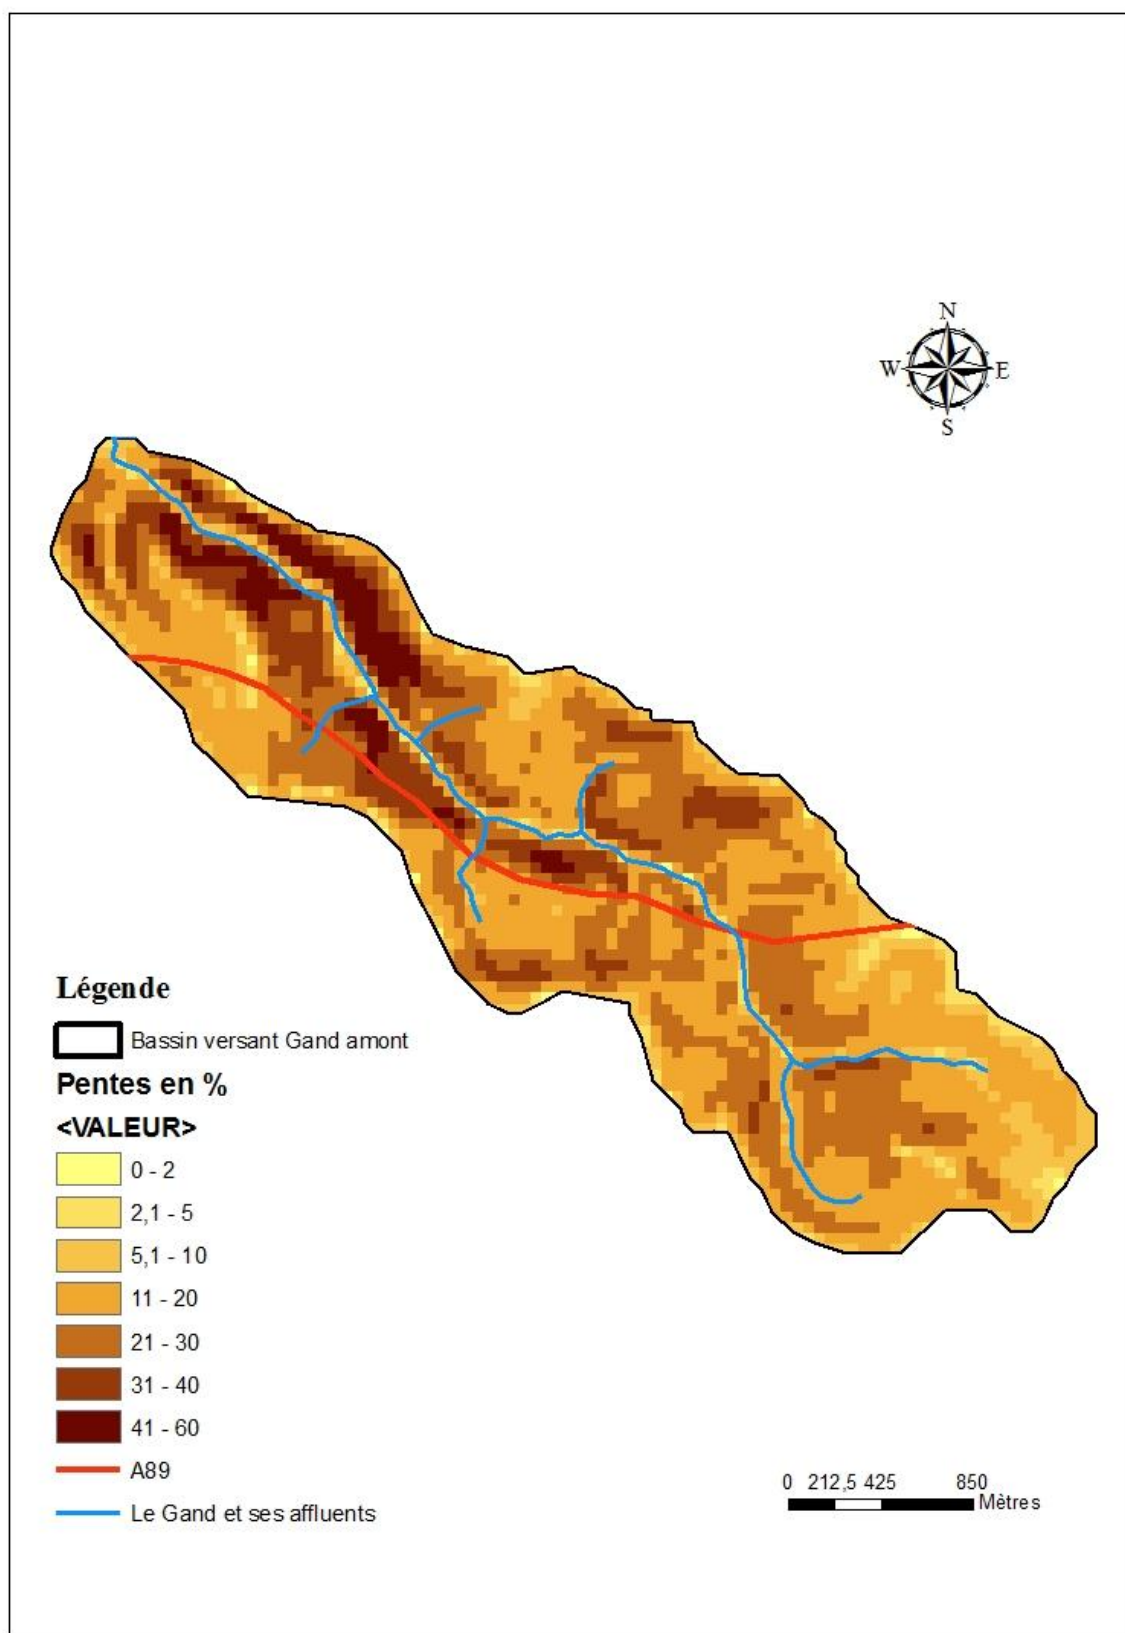 N
W E
S
Légende
Bassin versant Gand amont
Pentes en %
<VALEUR>
0 - 2
2,1 - 5
5,1 - 10
11 - 20
21 - 30
31 - 40
41 - 60
A89
Le Gand et ses affluents
0 212,5 425 850
Mètres